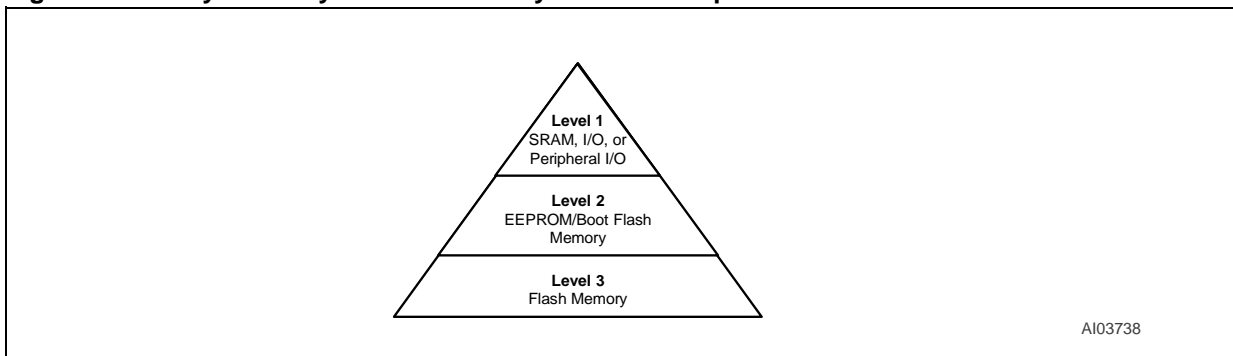 Level 1
SRAM, I/O, or
Peripheral I/O
Level 2
EEPROM/Boot Flash
Memory
Level 3
Flash Memory
AI03738